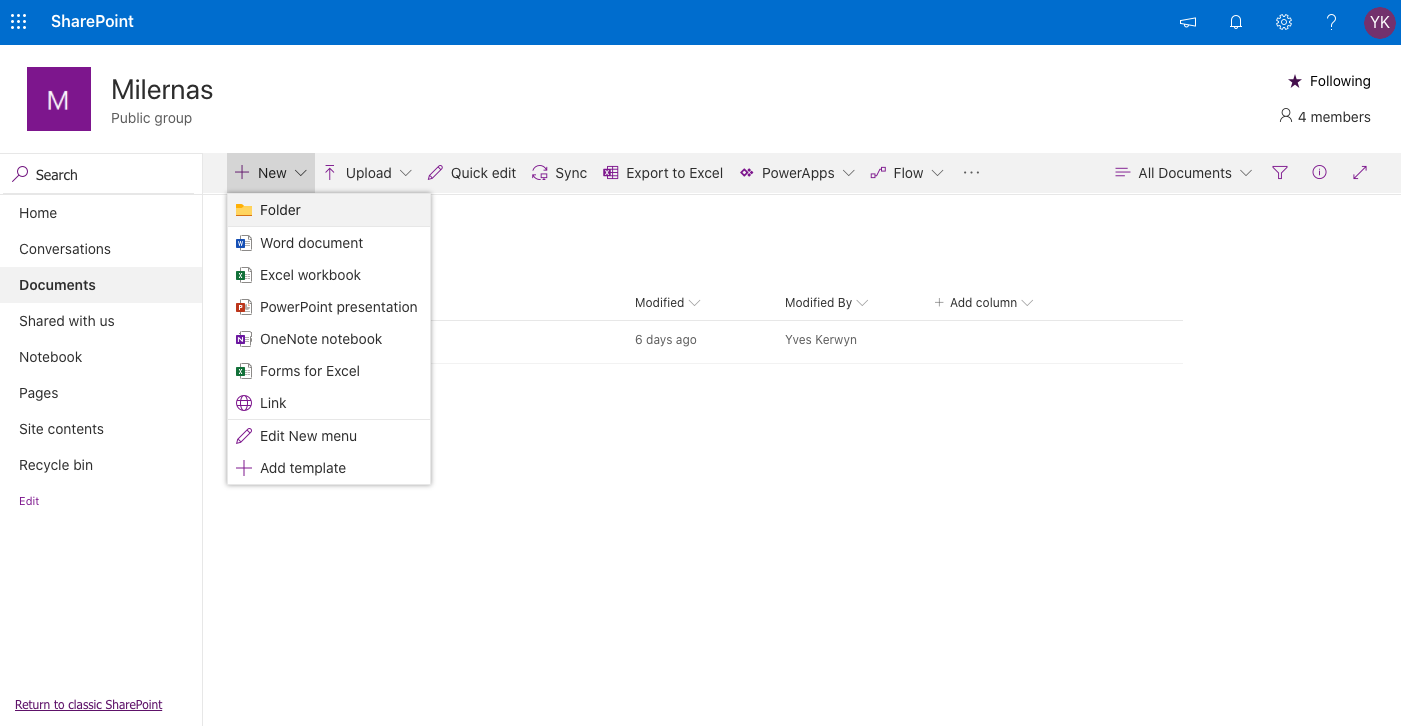 SharePoint
YK
M
Milernas
Public group
Following
4 members
Search
New Upload Quick edit Sync Export to Excel PowerApps Flow ··· All Documents
Home
Conversations
Documents
Shared with us
Notebook
Pages
Site contents
Recycle bin
Edit
Folder
Word document
Excel workbook
PowerPoint presentation
OneNote notebook
Forms for Excel
Link
Edit New menu
Add template
Modified Modified By + Add column
6 days ago Yves Kerwyn
Return to classic SharePoint